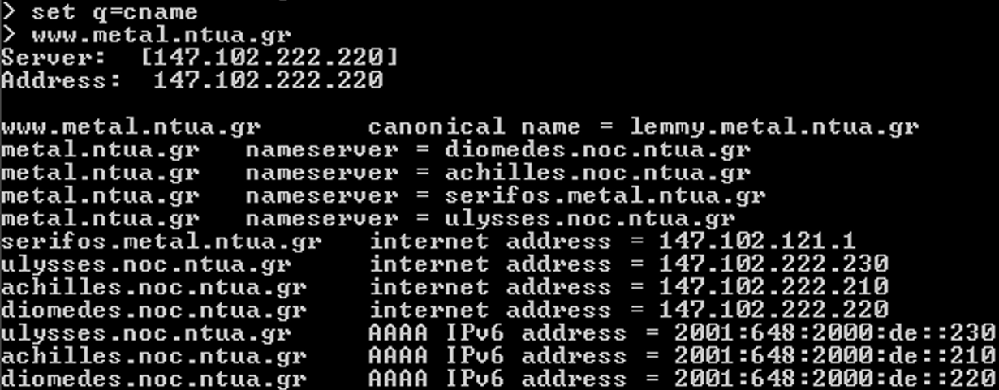 > set q=cname
> www.metal.ntua.gr
Server:  [147.102.222.220]
Address:  147.102.222.220

www.metal.ntua.gr       canonical name = lemmy.metal.ntua.gr
metal.ntua.gr   nameserver = diomedes.noc.ntua.gr
metal.ntua.gr   nameserver = achilles.noc.ntua.gr
metal.ntua.gr   nameserver = serifos.metal.ntua.gr
metal.ntua.gr   nameserver = ulysses.noc.ntua.gr
serifos.metal.ntua.gr   internet address = 147.102.121.1
ulysses.noc.ntua.gr     internet address = 147.102.222.230
achilles.noc.ntua.gr    internet address = 147.102.222.210
diomedes.noc.ntua.gr    internet address = 147.102.222.220
ulysses.noc.ntua.gr     AAAA IPv6 address = 2001:648:2000:de::230
achilles.noc.ntua.gr    AAAA IPv6 address = 2001:648:2000:de::210
diomedes.noc.ntua.gr    AAAA IPv6 address = 2001:648:2000:de::220